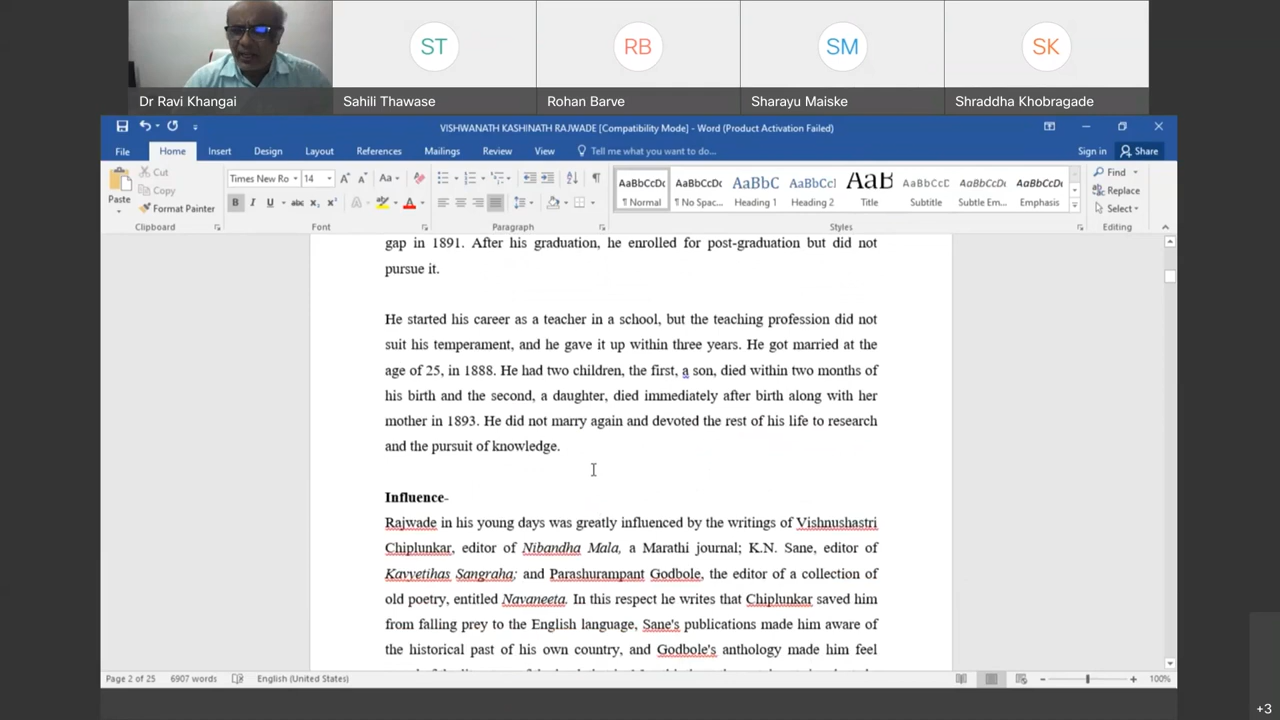 ST
RB
SM
SK
Dr Ravi Khangai
Sahili Thawase
Rohan Barve
Sharayu Maiske
Shraddha Khobragade
VISHWANATH KASHINATH RAJWADE [Compatibility Mode] - Word (Product Activation Failed)
File Home Insert Design Layout References Mailings Review View Tell me what you want to do... Sign in Share
Paste
Cut
Copy
Format Painter
Clipboard
Times New Ro 14
Font
Paragraph
AaBbCcDc AaBbCcDc AaBbC AaBbCcI AaB AaBbCcD AaBbCcDc AaBbCcDc
¶ Normal ¶ No Spac... Heading 1 Heading 2 Title Subtitle Subtle Em... Emphasis
Styles
Find
Replace
Select
Editing
gap in 1891. After his graduation, he enrolled for post-graduation but did not
pursue it.
He started his career as a teacher in a school, but the teaching profession did not
suit his temperament, and he gave it up within three years. He got married at the
age of 25, in 1888. He had two children, the first, a son, died within two months of
his birth and the second, a daughter, died immediately after birth along with her
mother in 1893. He did not marry again and devoted the rest of his life to research
and the pursuit of knowledge.
Influence-
Rajwade in his young days was greatly influenced by the writings of Vishnushastri
Chiplunkar, editor of Nibandha Mala, a Marathi journal; K.N. Sane, editor of
Kavyetihas Sangraha; and Parashurampant Godbole, the editor of a collection of
old poetry, entitled Navaneeta. In this respect he writes that Chiplunkar saved him
from falling prey to the English language, Sane's publications made him aware of
the historical past of his own country, and Godbole's anthology made him feel
Page 2 of 25 6907 words English (United States) 100%
+3